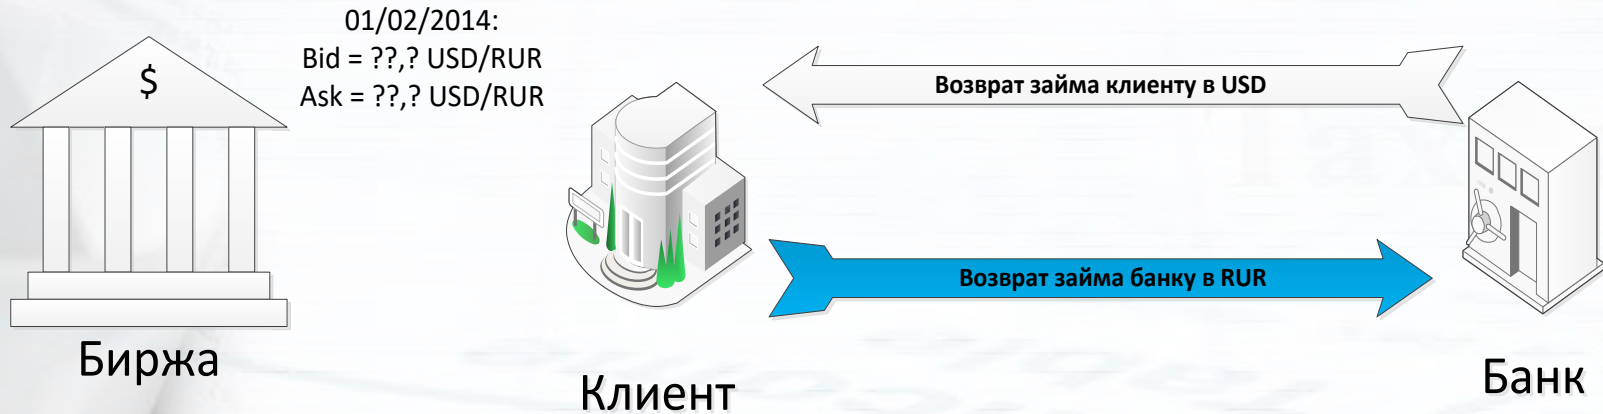 01/02/2014:
Bid = ??,? USD/RUR
Ask = ??,? USD/RUR
$
Возврат займа клиенту в USD
Tax
Возврат займа банку в RUR
Биржа
Клиент
Банк